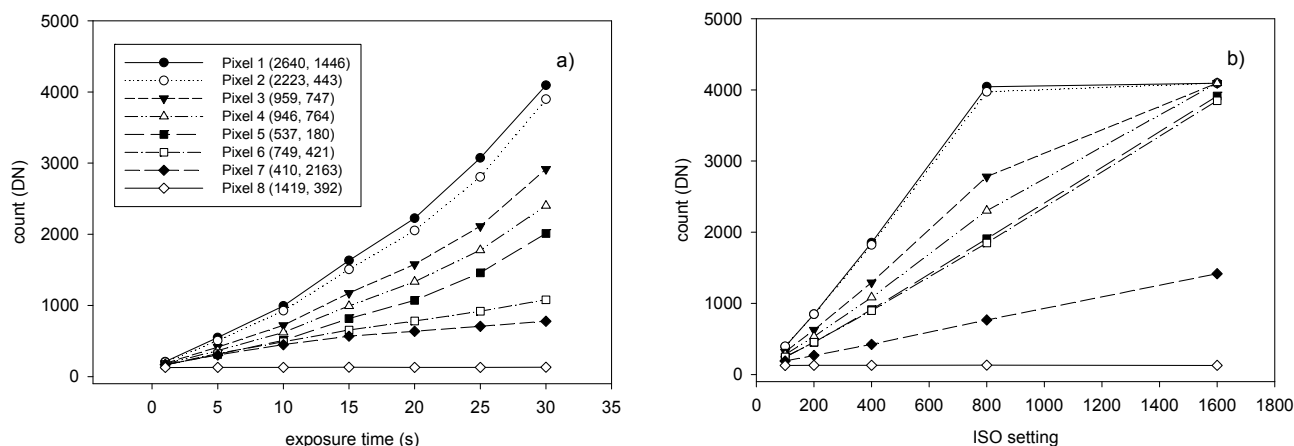 5000
4000
3000
2000
1000
0
count (DN)
a)
Pixel 1 (2640, 1446)
Pixel 2 (2223, 443)
Pixel 3 (959, 747)
Pixel 4 (946, 764)
Pixel 5 (537, 180)
Pixel 6 (749, 421)
Pixel 7 (410, 2163)
Pixel 8 (1419, 392)
0 5 10 15 20 25 30 35
exposure time (s)
5000
4000
3000
2000
1000
0
count (DN)
b)
0 200 400 600 800 1000 1200 1400 1600 1800
ISO setting